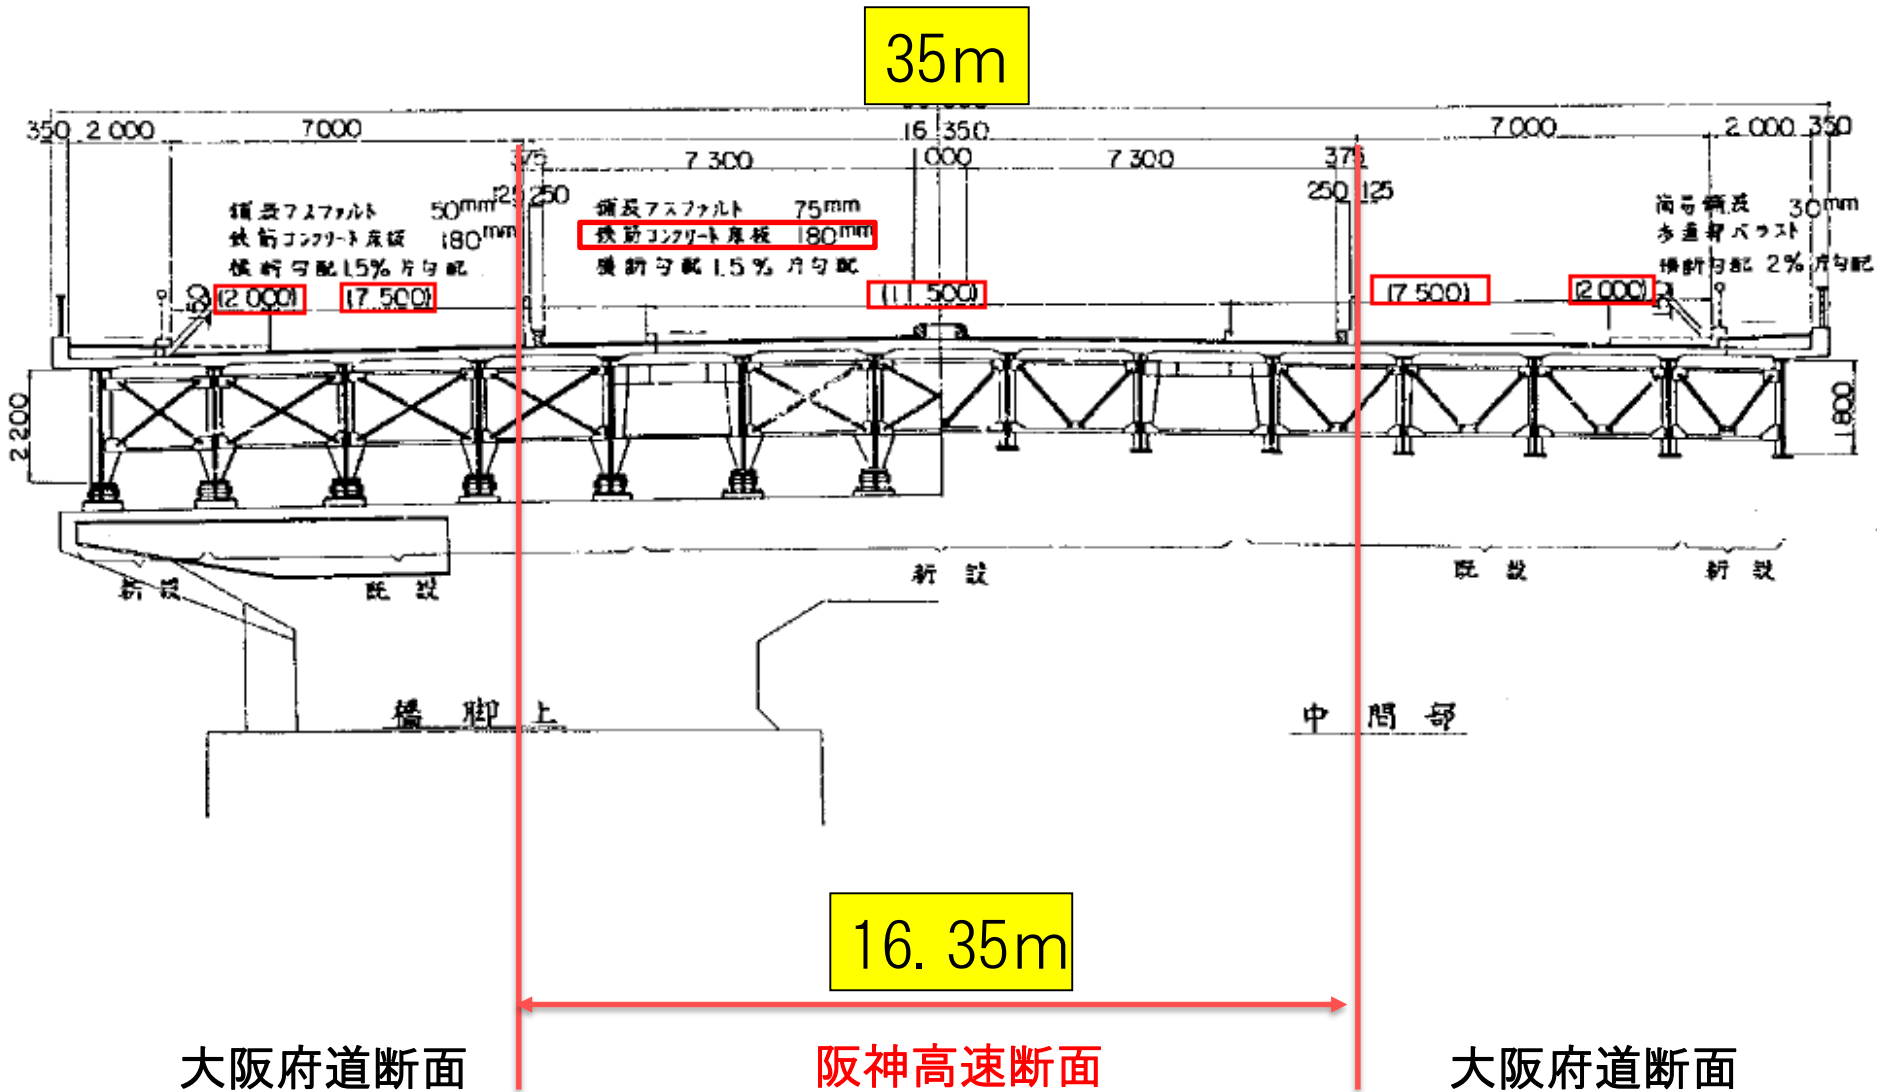 35m
350 2 000 7000 16 350 7 000 2 000 350
375 7 300 1 000 7 300 375
125 250 250 125
舗装アスファルト 50mm
鉄筋コンクリート床版 180mm
横断勾配 1.5% 片勾配
舗装アスファルト 75mm
鉄筋コンクリート床版 180mm
横断勾配 1.5% 片勾配
簡易舗装 30mm
歩道部バラスト
横断勾配 2% 片勾配
(2.000) (7.500) (11.500) (7.500) (2.000)
2 200
1 800
新設 既設 新設 既設 新設
橋脚上 中間部
16.35m
大阪府道断面 阪神高速断面 大阪府道断面